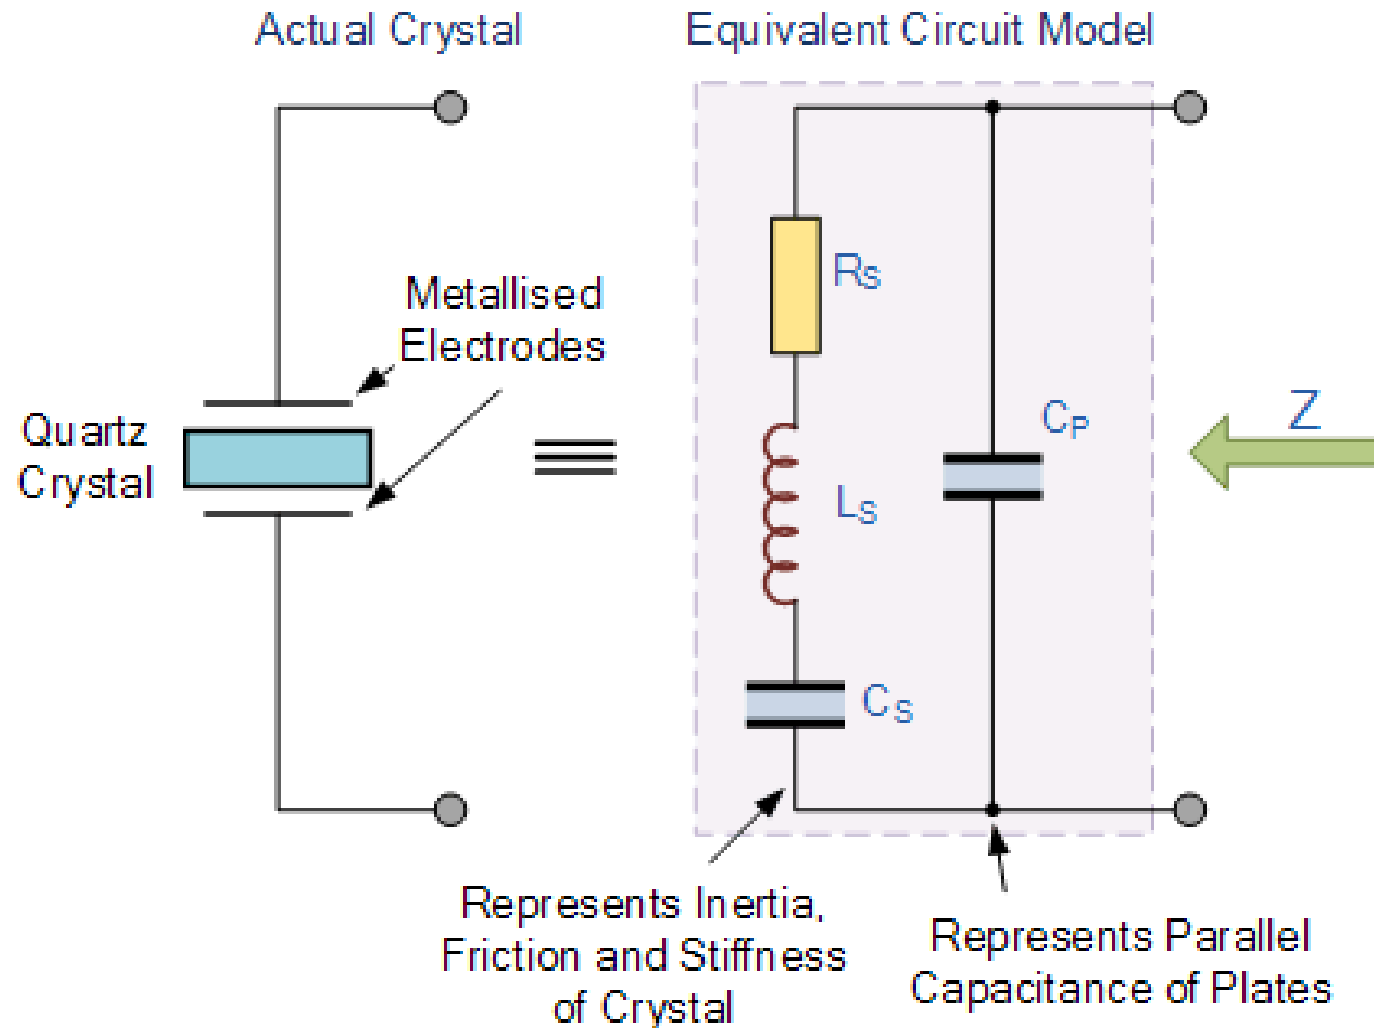 Actual Crystal
Equivalent Circuit Model
Metallised
Electrodes
Quartz
Crystal
RS
LS
CS
CP
Z
Represents Inertia,
Friction and Stiffness
of Crystal
Represents Parallel
Capacitance of Plates